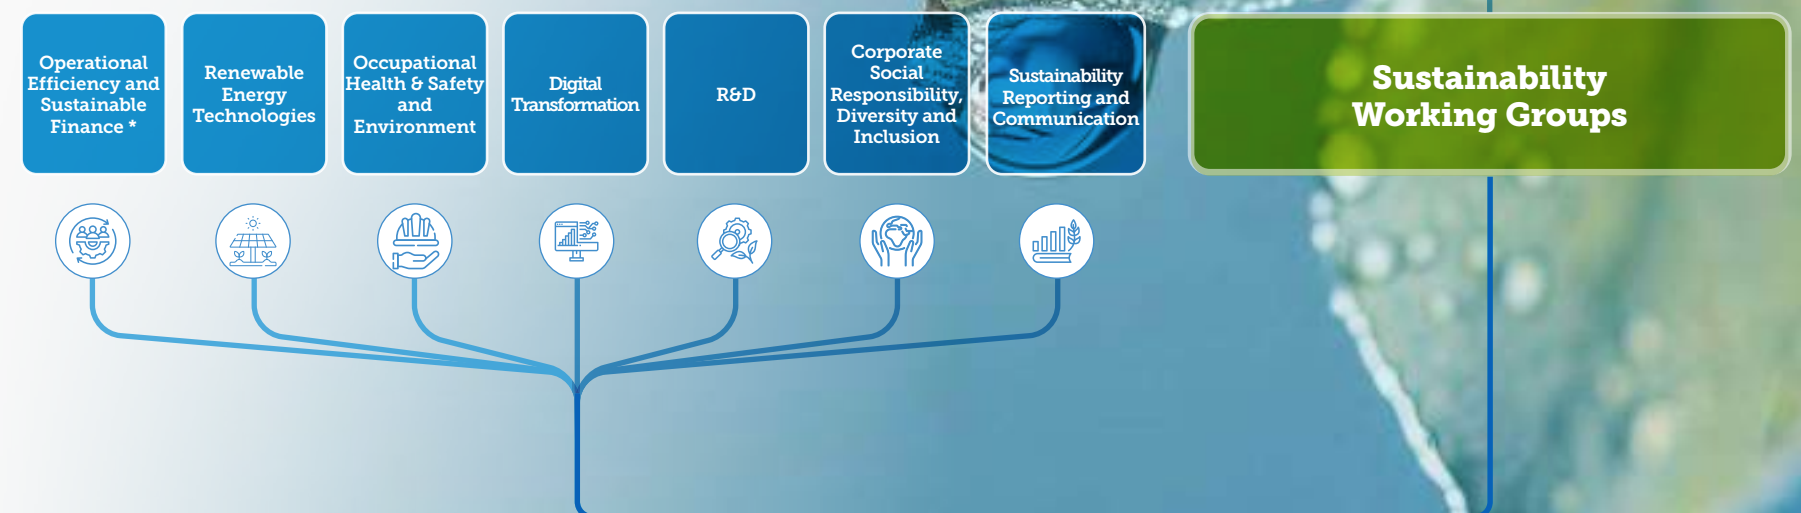 Operational
Efficiency and
Sustainable
Finance *
Renewable
Energy
Technologies
Occupational
Health & Safety
and
Environment
Digital
Transformation
R&D
Corporate
Social
Responsibility,
Diversity and
Inclusion
Sustainability
Reporting and
Communication
Sustainability
Working Groups